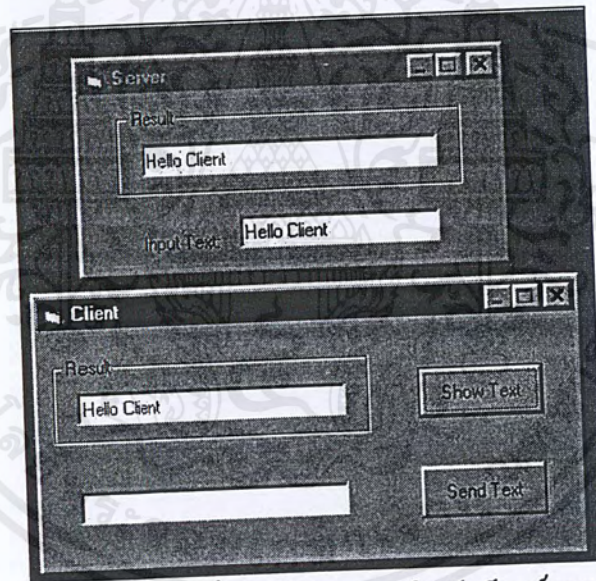 Server
Result
Hello Client
Input Text:
Hello Client
Client
Result
Hello Client
Show Text
Send Text